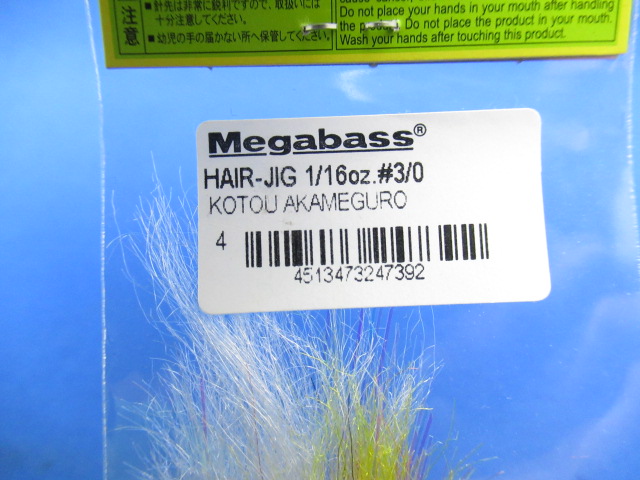 注意
■針先は非常に鋭利ですので、取扱いには
十分注意してください。
■幼児の手の届かない所へ保管してください。
Do not place your hands in your mouth after handling
the Do not place the product in your mouth.
Wash your hands after touching this product.
Megabass®
HAIR-JIG 1/16oz.#3/0
KOTOU AKAMEGURO
4
4513473247392